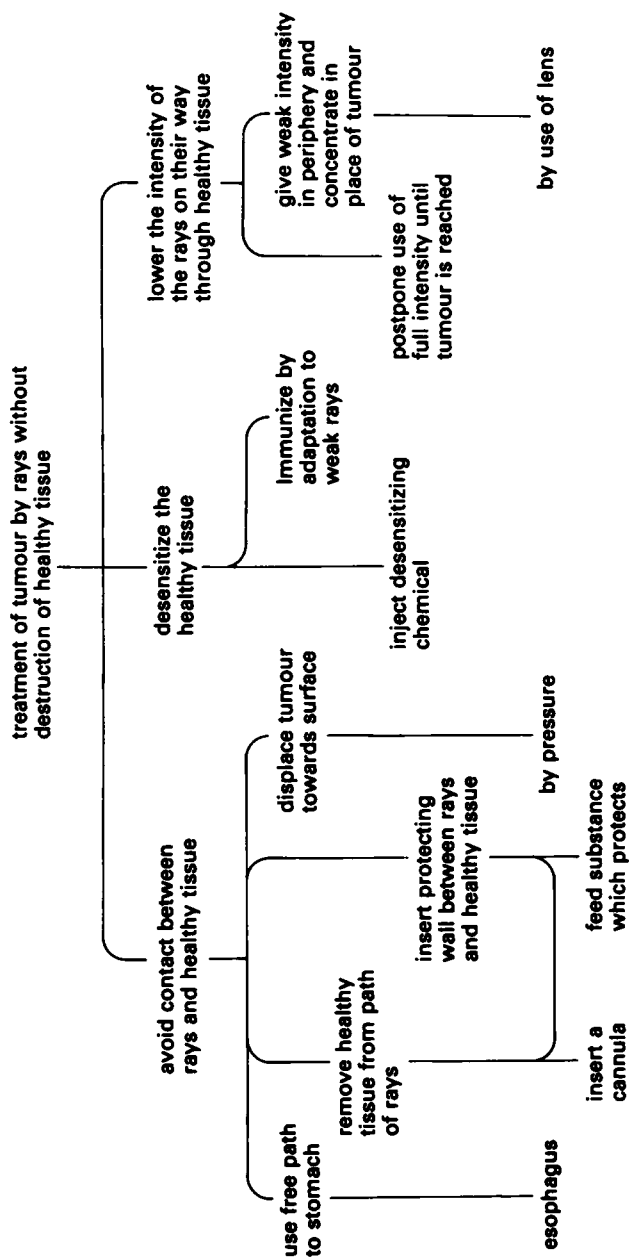 treatment of tumour by rays without
destruction of healthy tissue
avoid contact between
rays and healthy tissue
desensitize the
healthy tissue
lower the intensity of
the rays on their way
through healthy tissue
use free path
to stomach
remove healthy
tissue from path
of rays
insert protecting
wall between rays
and healthy tissue
displace tumour
towards surface
inject desensitizing
chemical
Immunize by
adaptation to
weak rays
postpone use of
full intensity until
tumour is reached
give weak intensity
in periphery and
concentrate in
place of tumour
esophagus
insert a
cannula
feed substance
which protects
by pressure
by use of lens